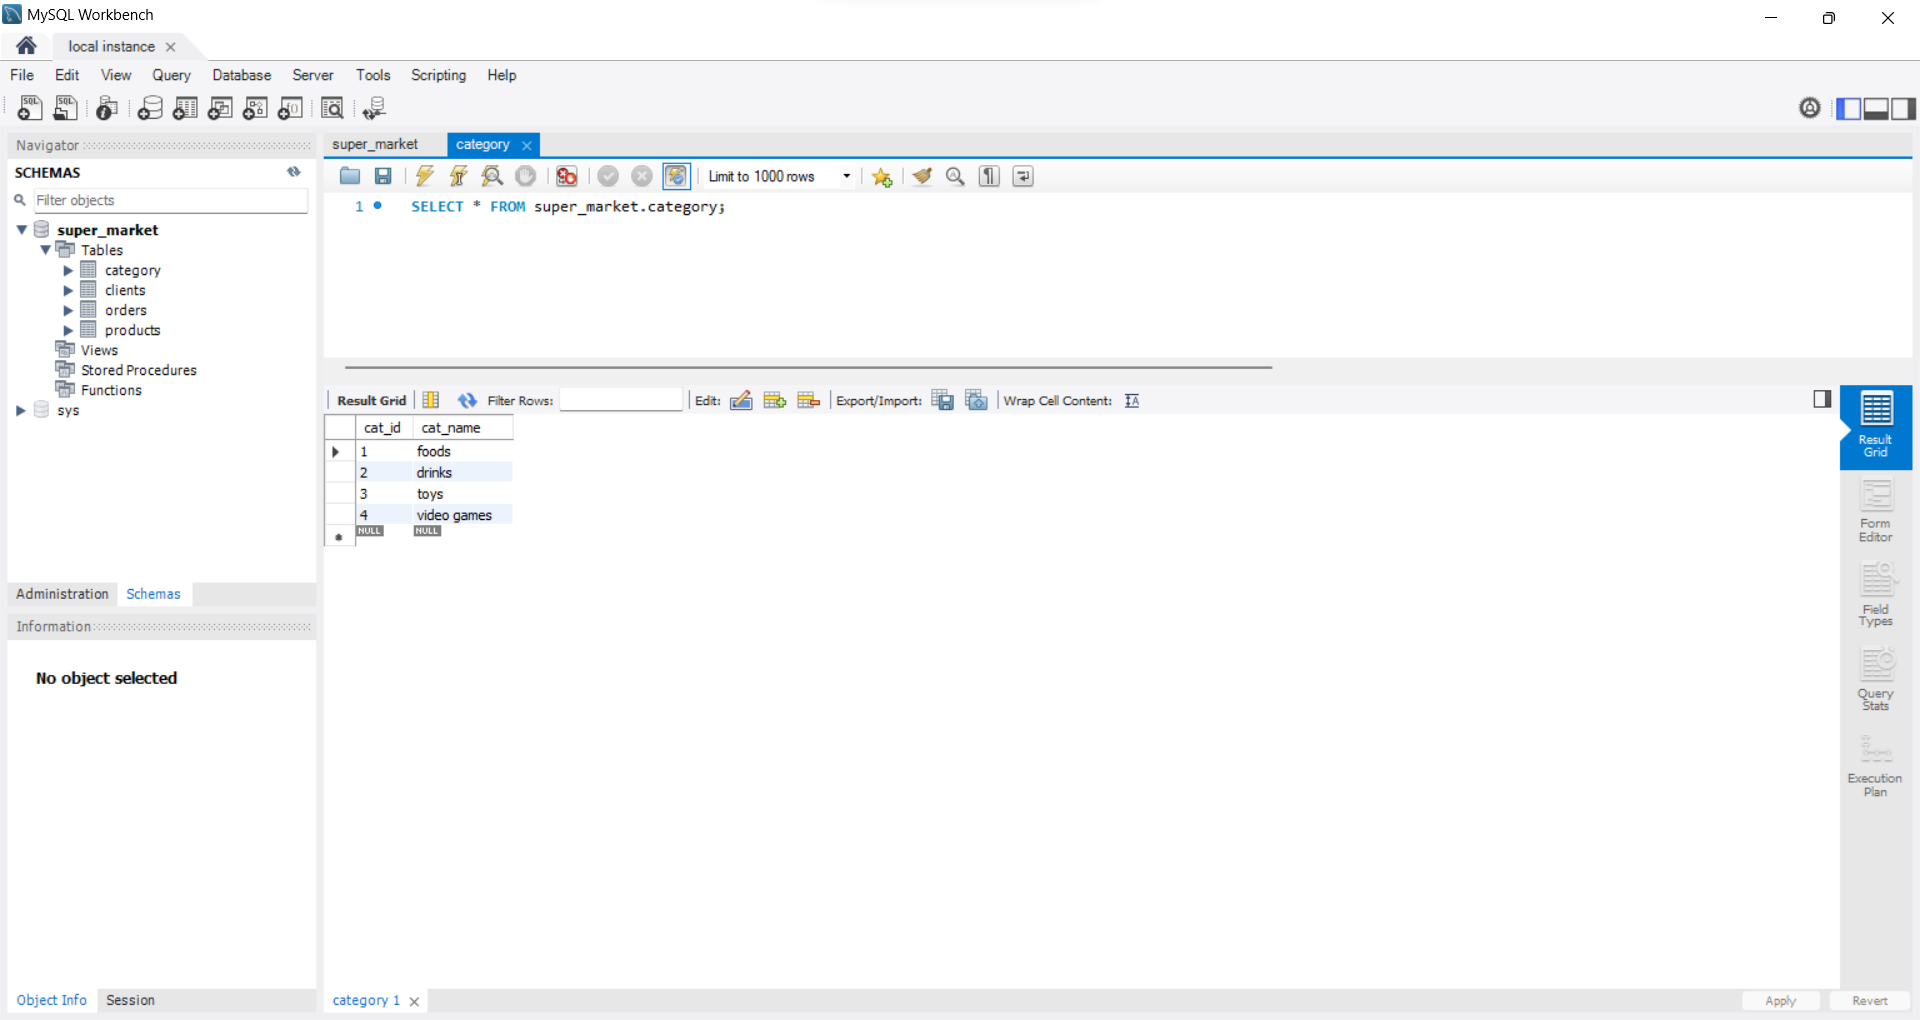 MySQL Workbench
local instance
File Edit View Query Database Server Tools Scripting Help
Navigator
SCHEMAS
Filter objects
super_market
Tables
category
clients
orders
products
Views
Stored Procedures
Functions
sys
Administration Schemas
Information
No object selected
Object Info Session
super_market category
Limit to 1000 rows
1 SELECT * FROM super_market.category;
Result Grid Filter Rows: Edit: Export/Import: Wrap Cell Content:
cat_id cat_name
1 foods
2 drinks
3 toys
4 video games
NULL NULL
Result
Grid
Form
Editor
Field
Types
Query
Stats
Execution
Plan
category 1
Apply Revert